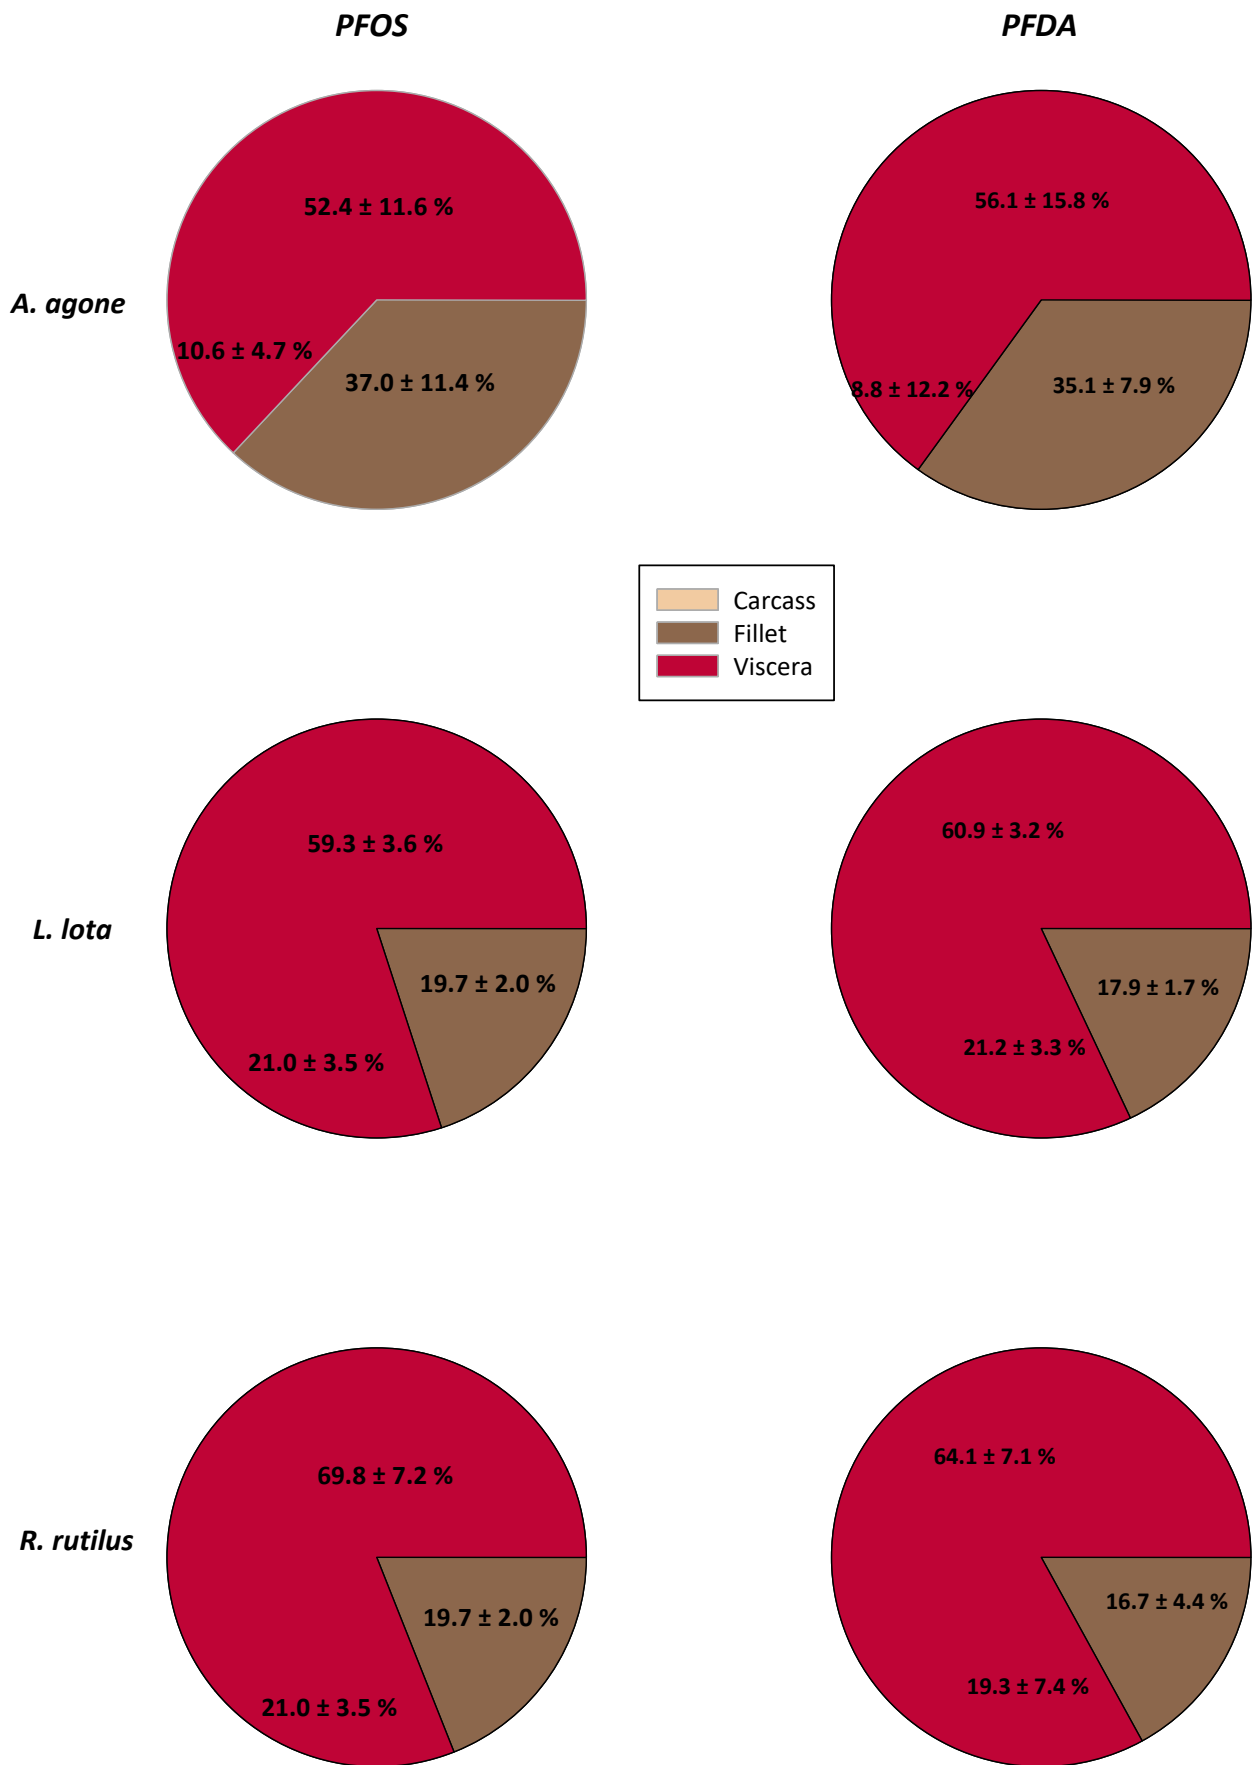 PFOS
PFDA
52.4 ± 11.6 %
56.1 ± 15.8 %
A. agone
10.6 ± 4.7 %
37.0 ± 11.4 %
8.8 ± 12.2 %
35.1 ± 7.9 %
Carcass
Fillet
Viscera
59.3 ± 3.6 %
60.9 ± 3.2 %
L. lota
19.7 ± 2.0 %
17.9 ± 1.7 %
21.0 ± 3.5 %
21.2 ± 3.3 %
69.8 ± 7.2 %
64.1 ± 7.1 %
R. rutilus
19.7 ± 2.0 %
16.7 ± 4.4 %
21.0 ± 3.5 %
19.3 ± 7.4 %